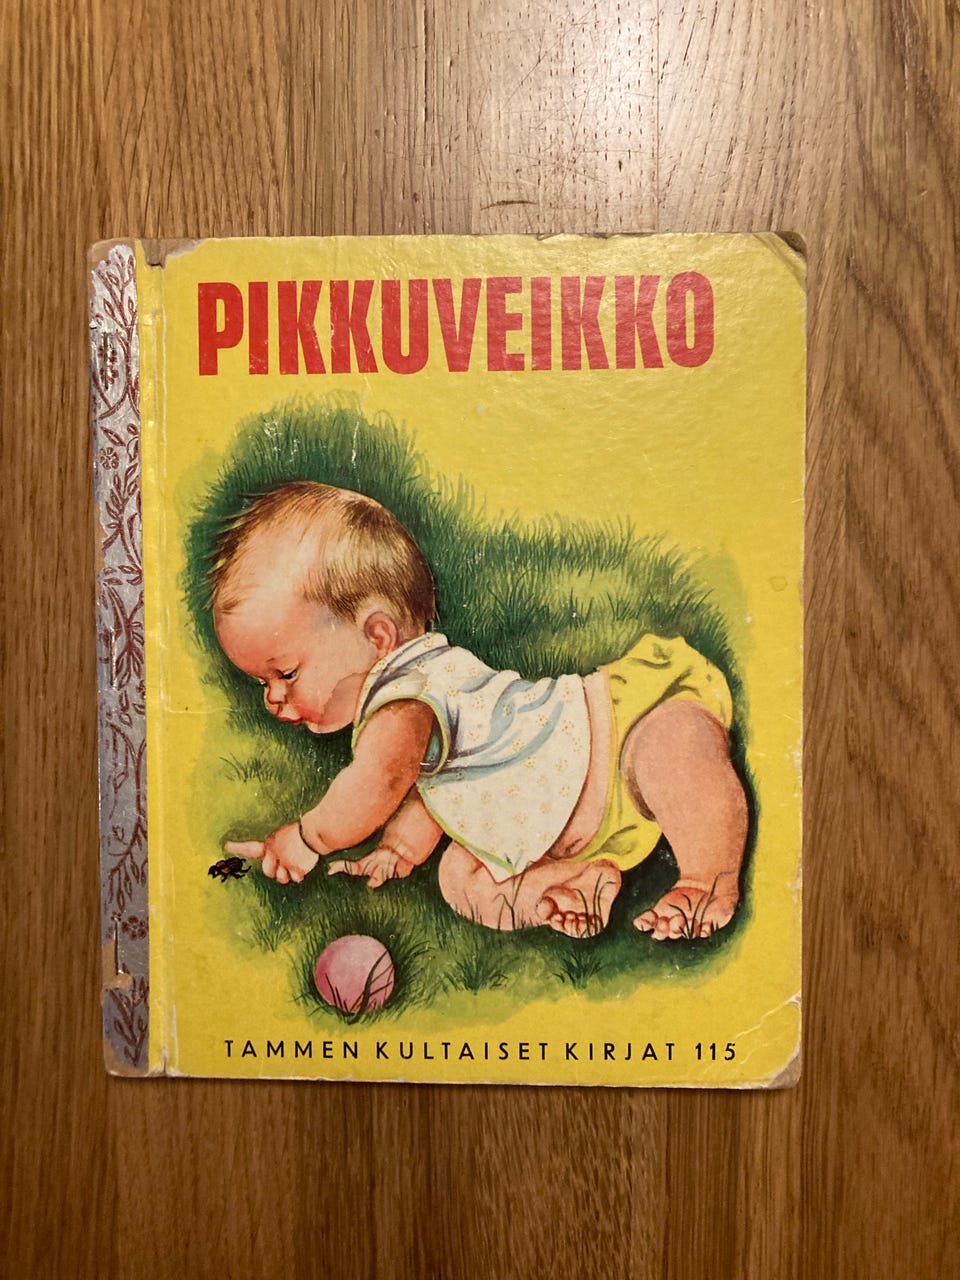 PIKKUVEIKKO
TAMMEN KULTAISET KIRJAT 115